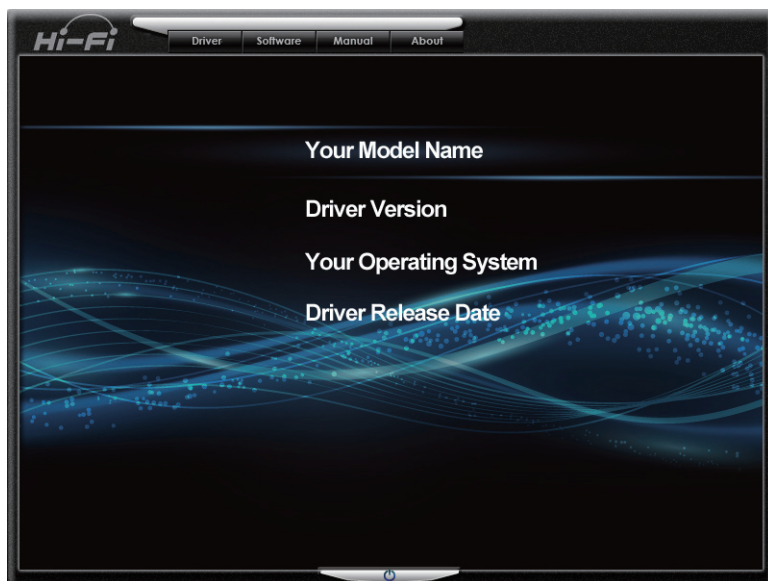 Hi-Fi
Driver Software Manual About
Your Model Name
Driver Version
Your Operating System
Driver Release Date